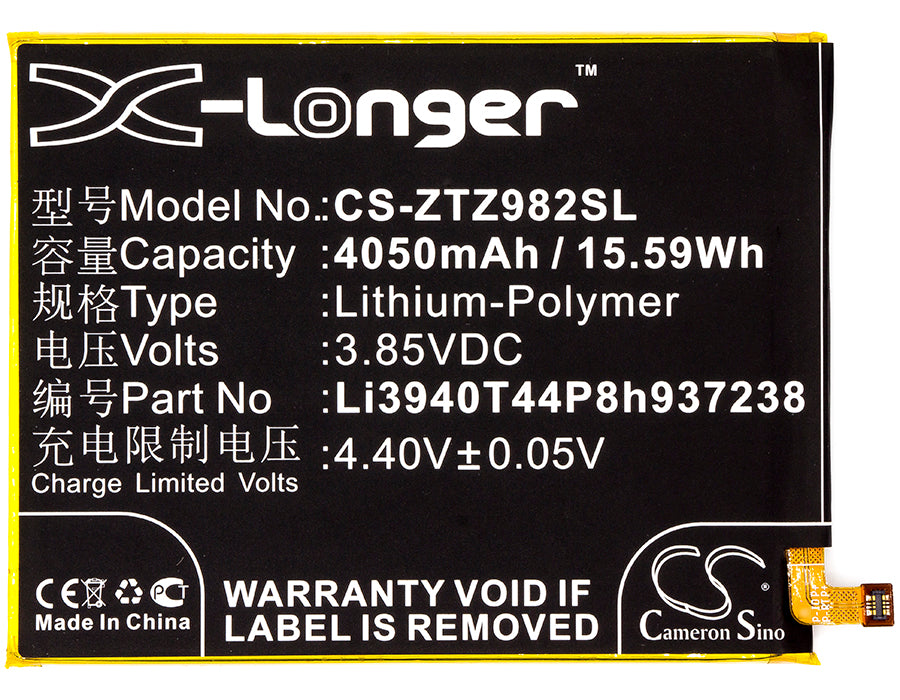 X-Longer™
型号Model No.:CS-ZTZ982SL
容量Capacity :4050mAh / 15.59Wh
规格Type :Lithium-Polymer
电压Volts :3.85VDC
编号Part No :Li3940T44P8h937238
充电限制电压 :4.40V±0.05V
Charge Limited Volts
CE PCT
Made In China
WARRANTY VOID IF
LABEL IS REMOVED
CS®
Cameron Sino